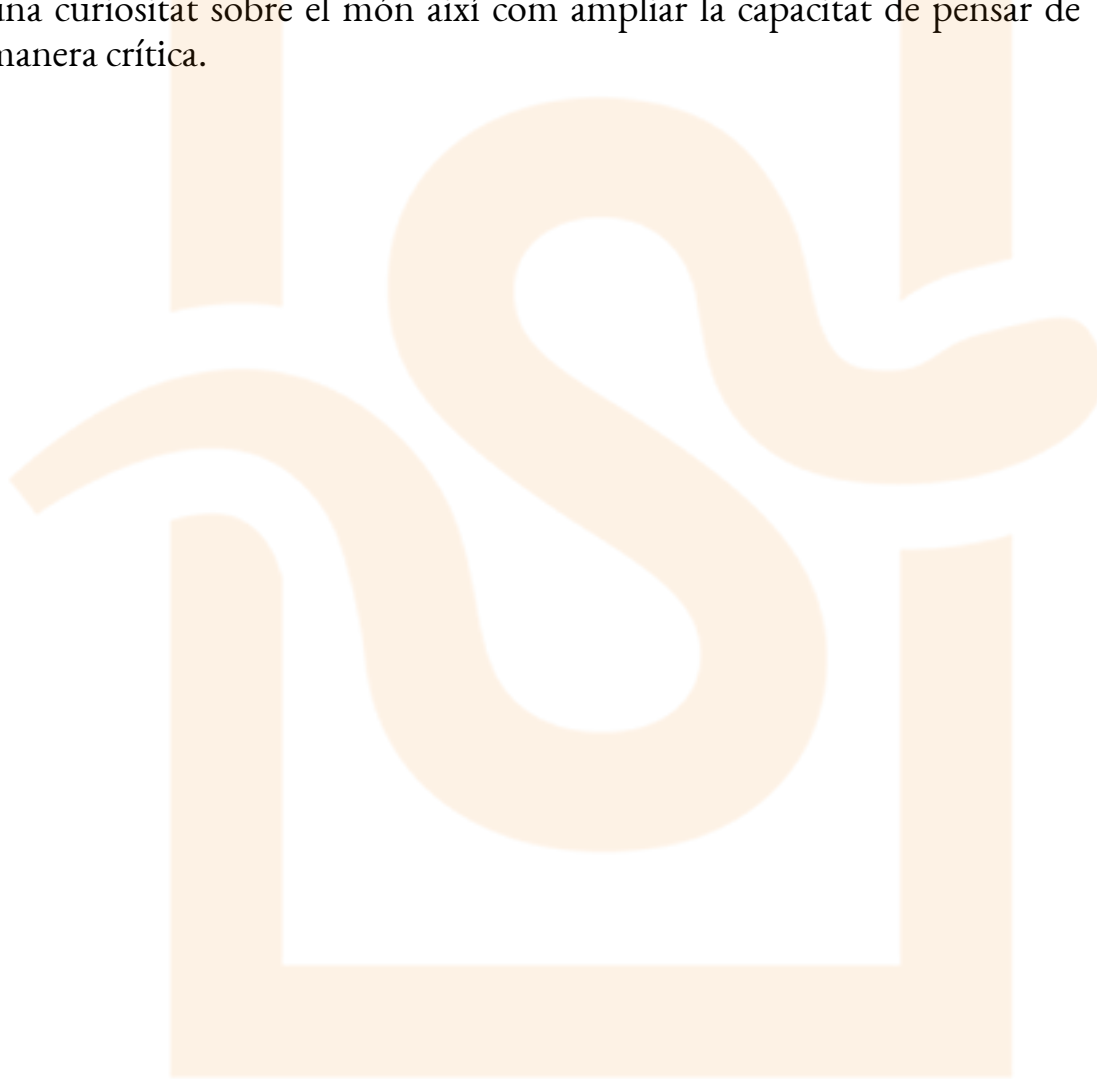 una curiositat sobre el món així com ampliar la capacitat de pensar de
manera crítica.